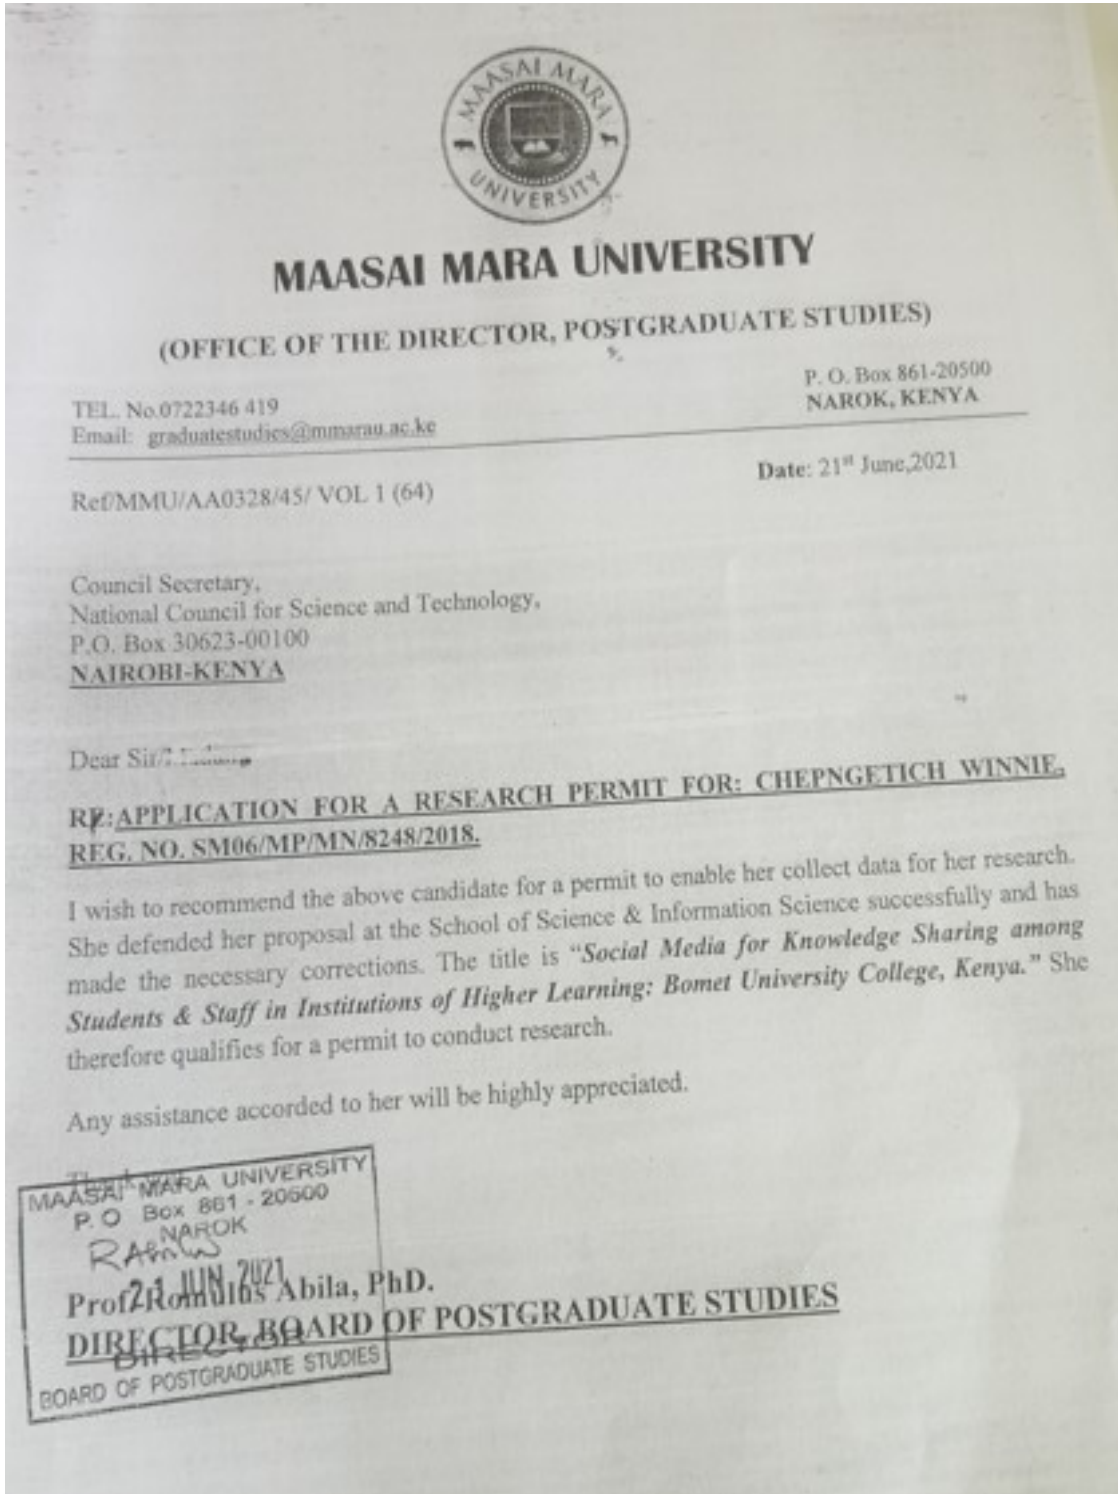 MAASAI MARA
UNIVERSITY
MAASAI MARA UNIVERSITY
(OFFICE OF THE DIRECTOR, POSTGRADUATE STUDIES)
TEL. No.0722346 419
Email: graduatestudies@mmarau.ac.ke
P. O. Box 861-20500
NAROK, KENYA
Date: 21st June,2021
Ref/MMU/AA0328/45/ VOL 1 (64)
Council Secretary,
National Council for Science and Technology,
P.O. Box 30623-00100
NAIROBI-KENYA
Dear Sir/
RE:APPLICATION FOR A RESEARCH PERMIT FOR: CHEPNGETICH WINNIE,
REG. NO. SM06/MP/MN/8248/2018.
I wish to recommend the above candidate for a permit to enable her collect data for her research.
She defended her proposal at the School of Science & Information Science successfully and has
made the necessary corrections. The title is “Social Media for Knowledge Sharing among
Students & Staff in Institutions of Higher Learning: Bomet University College, Kenya.” She
therefore qualifies for a permit to conduct research.
Any assistance accorded to her will be highly appreciated.
Thank you
MAASAI MARA UNIVERSITY
P. O Box 861 - 20500
NAROK
21 JUN 2021
Prof. Romulus Abila, PhD.
DIRECTOR, BOARD OF POSTGRADUATE STUDIES
DIRECTOR
BOARD OF POSTGRADUATE STUDIES